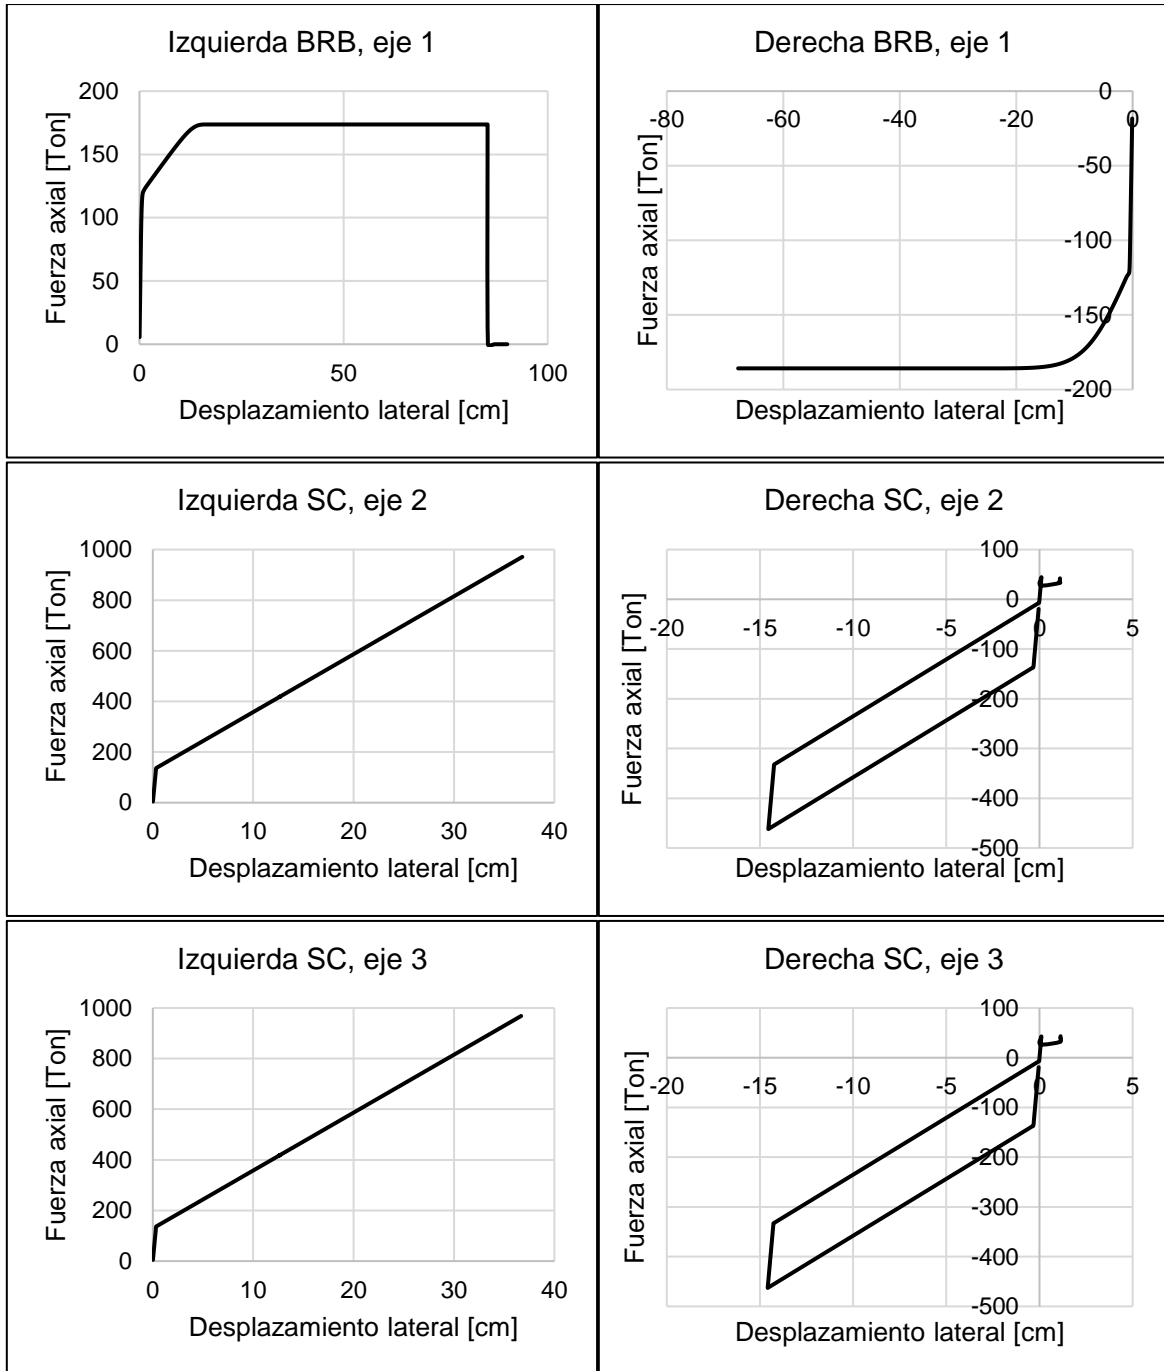 Izquierda BRB, eje 1
Fuerza axial [Ton]
200
150
100
50
0
0 50 100
Desplazamiento lateral [cm]
Derecha BRB, eje 1
Fuerza axial [Ton]
0
-80 -60 -40 -20 0
-50
-100
-150
-200
Desplazamiento lateral [cm]
Izquierda SC, eje 2
Fuerza axial [Ton]
1000
800
600
400
200
0
0 10 20 30 40
Desplazamiento lateral [cm]
Derecha SC, eje 2
Fuerza axial [Ton]
100
0
-20 -15 -10 -5 0 5
-100
-200
-300
-400
-500
Desplazamiento lateral [cm]
Izquierda SC, eje 3
Fuerza axial [Ton]
1000
800
600
400
200
0
0 10 20 30 40
Desplazamiento lateral [cm]
Derecha SC, eje 3
Fuerza axial [Ton]
100
0
-20 -15 -10 -5 0 5
-100
-200
-300
-400
-500
Desplazamiento lateral [cm]